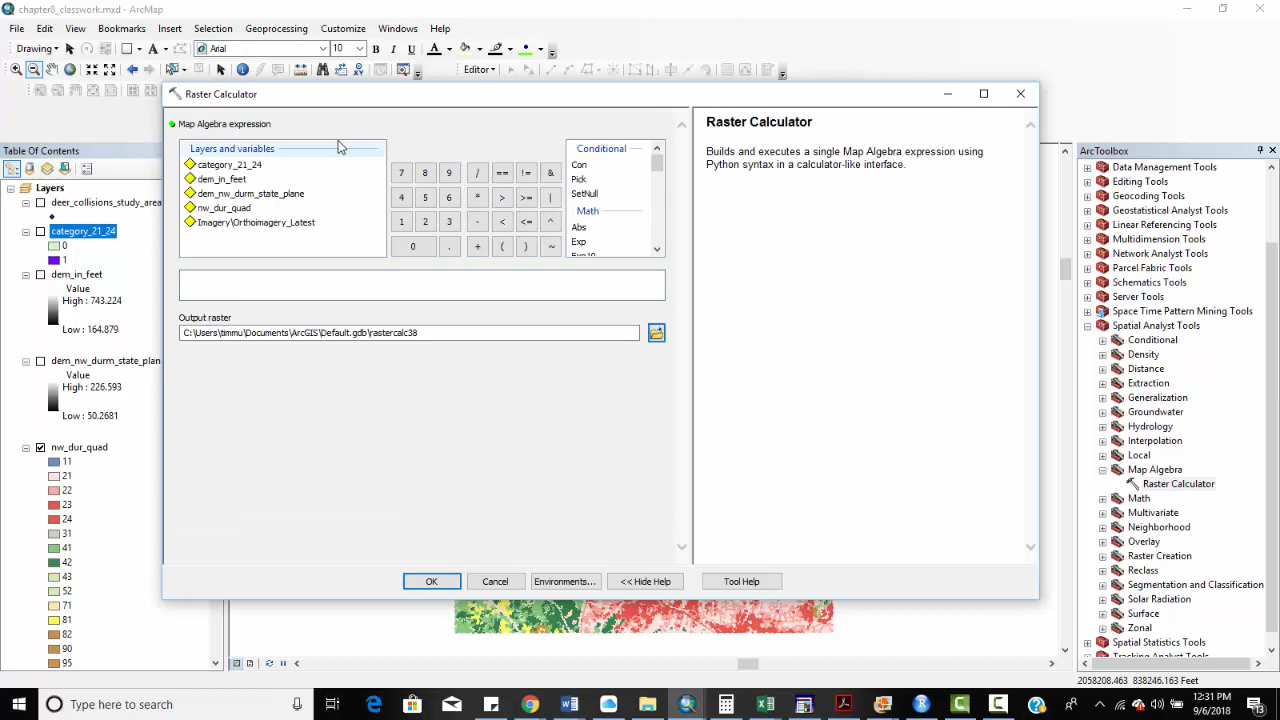 chapter8_classwork.mxd - ArcMap
File Edit View Bookmarks Insert Selection Geoprocessing Customize Windows Help
Drawing Arial 10 B I U A
Editor
Raster Calculator
Map Algebra expression
Layers and variables
category_21_24
dem_in_feet
dem_nw_durm_state_plane
nw_dur_quad
Imagery\Orthoimagery_Latest
7 8 9 / == != &
4 5 6 * > >= |
1 2 3 - < <= ^
0 . + ( ) ~
Conditional
Con
Pick
SetNull
Math
Abs
Exp
Exp10
Output raster
C:\Users\timmu\Documents\ArcGIS\Default.gdb\rastercalc38
OK Cancel Environments... << Hide Help Tool Help
Raster Calculator
Builds and executes a single Map Algebra expression using
Python syntax in a calculator-like interface.
Table Of Contents
Layers
deer_collisions_study_area
category_21_24
0
1
dem_in_feet
Value
High : 743.224
Low : 164.879
dem_nw_durm_state_plan
Value
High : 226.593
Low : 50.2681
nw_dur_quad
11
21
22
23
24
31
41
42
43
52
71
81
82
90
95
ArcToolbox
Data Management Tools
Editing Tools
Geocoding Tools
Geostatistical Analyst Tools
Linear Referencing Tools
Multidimension Tools
Network Analyst Tools
Parcel Fabric Tools
Schematics Tools
Server Tools
Space Time Pattern Mining Tools
Spatial Analyst Tools
Conditional
Density
Distance
Extraction
Generalization
Groundwater
Hydrology
Interpolation
Local
Map Algebra
Raster Calculator
Math
Multivariate
Neighborhood
Overlay
Raster Creation
Reclass
Segmentation and Classification
Solar Radiation
Surface
Zonal
Spatial Statistics Tools
Tracking Analyst Tools
2058208.463 838246.163 Feet
Type here to search
12:31 PM
9/6/2018